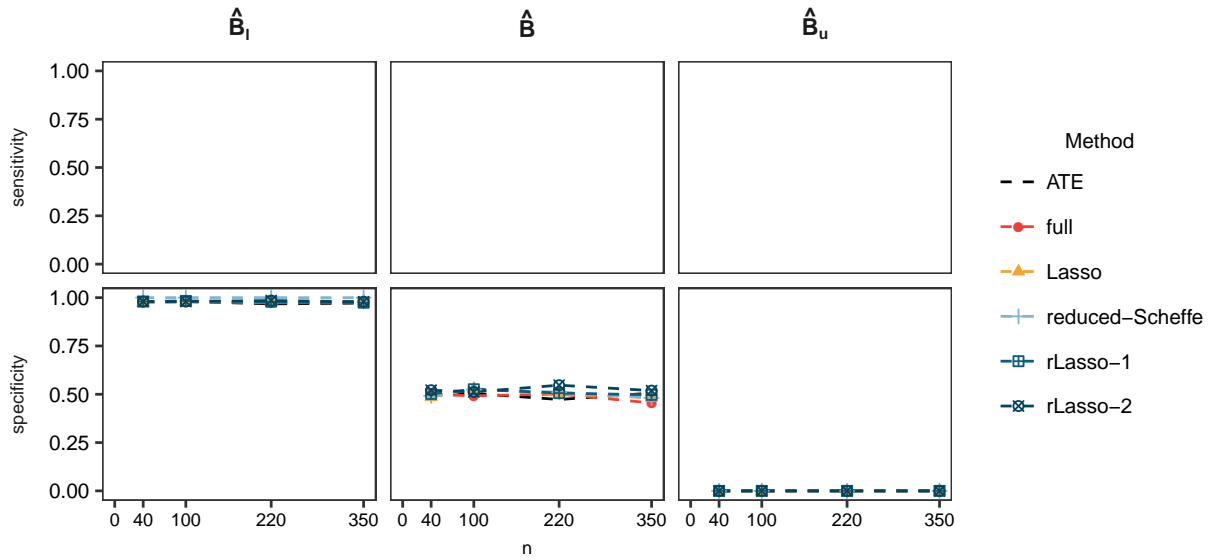 B̂l B̂ B̂u
sensitivity
1.00
0.75
0.50
0.25
0.00
specificity
1.00
0.75
0.50
0.25
0.00
0 40 100 220 350
0 40 100 220 350
0 40 100 220 350
n
Method
ATE
full
Lasso
reduced−Scheffe
rLasso−1
rLasso−2